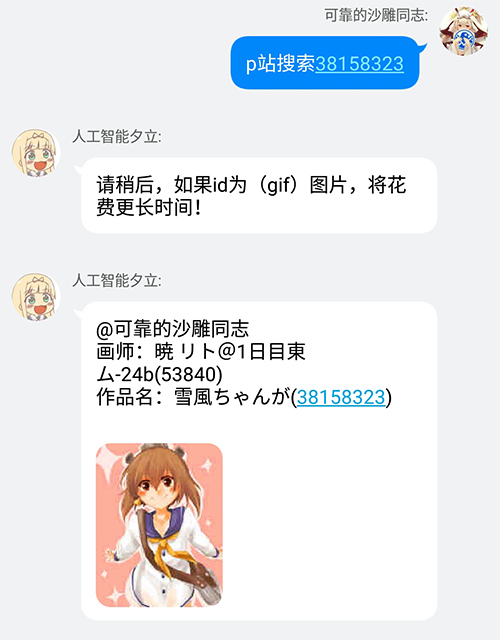 可靠的沙雕同志:
p站搜索38158323
人工智能夕立:
请稍后，如果id为（gif）图片，将花
费更长时间！
人工智能夕立:
@可靠的沙雕同志
画师：暁 リト@1日目東
ム-24b(53840)
作品名：雪風ちゃんが(38158323)